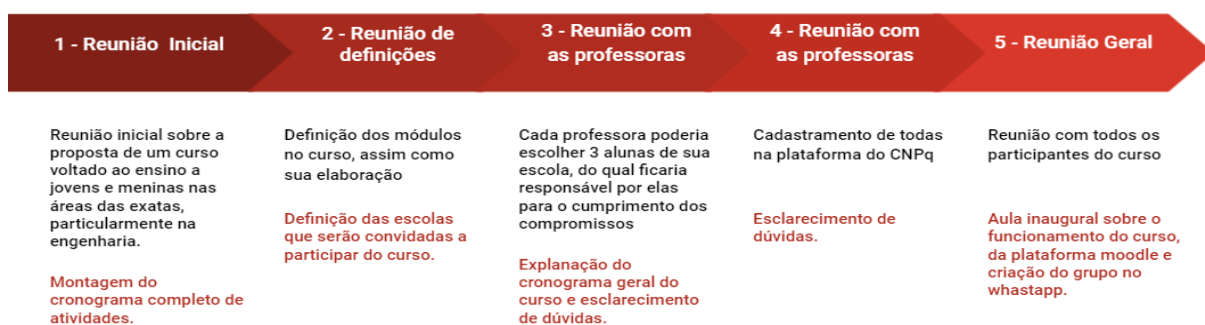 1 - Reunião Inicial
2 - Reunião de
definições
3 - Reunião com
as professoras
4 - Reunião com
as professoras
5 - Reunião Geral
Reunião inicial sobre a
proposta de um curso
voltado ao ensino a
jovens e meninas nas
áreas das exatas,
particularmente na
engenharia.
Montagem do
cronograma completo de
atividades.
Definição dos módulos
no curso, assim como
sua elaboração
Definição das escolas
que serão convidadas a
participar do curso.
Cada professora poderia
escolher 3 alunas de sua
escola, do qual ficaria
responsável por elas
para o cumprimento dos
compromissos
Explanação do
cronograma geral do
curso e esclarecimento
de dúvidas.
Cadastramento de todas
na plataforma do CNPq
Esclarecimento de
dúvidas.
Reunião com todos os
participantes do curso
Aula inaugural sobre o
funcionamento do curso,
da plataforma moodle e
criação do grupo no
whastapp.